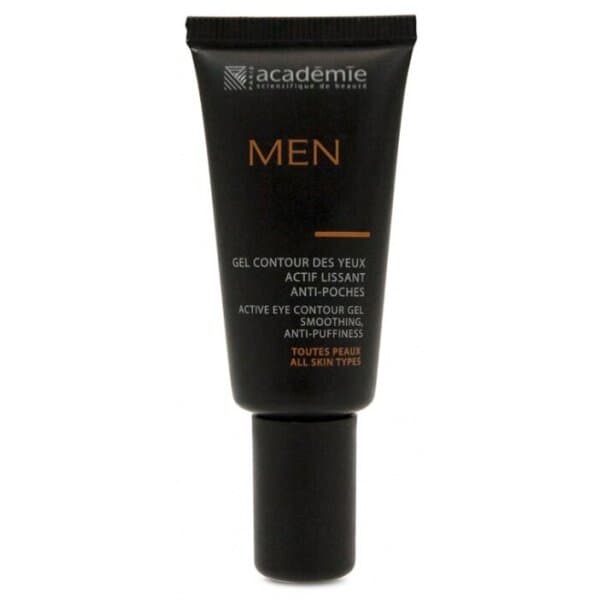 PARIS
académie
scientifique de beauté
MEN
GEL CONTOUR DES YEUX
ACTIF LISSANT
ANTI-POCHES
ACTIVE EYE CONTOUR GEL
SMOOTHING,
ANTI-PUFFINESS
TOUTES PEAUX
ALL SKIN TYPES